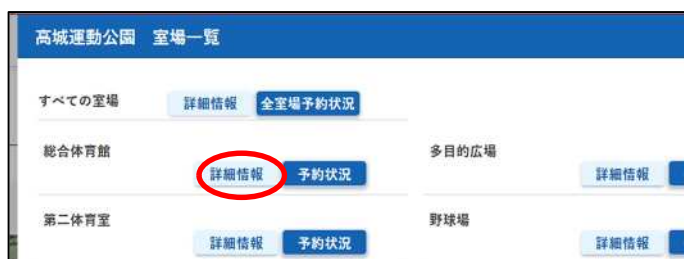 高城運動公園　室場一覧
すべての室場　詳細情報　全室場予約状況
総合体育館　多目的広場
詳細情報　予約状況　詳細情報
第二体育室　野球場
詳細情報　予約状況　詳細情報